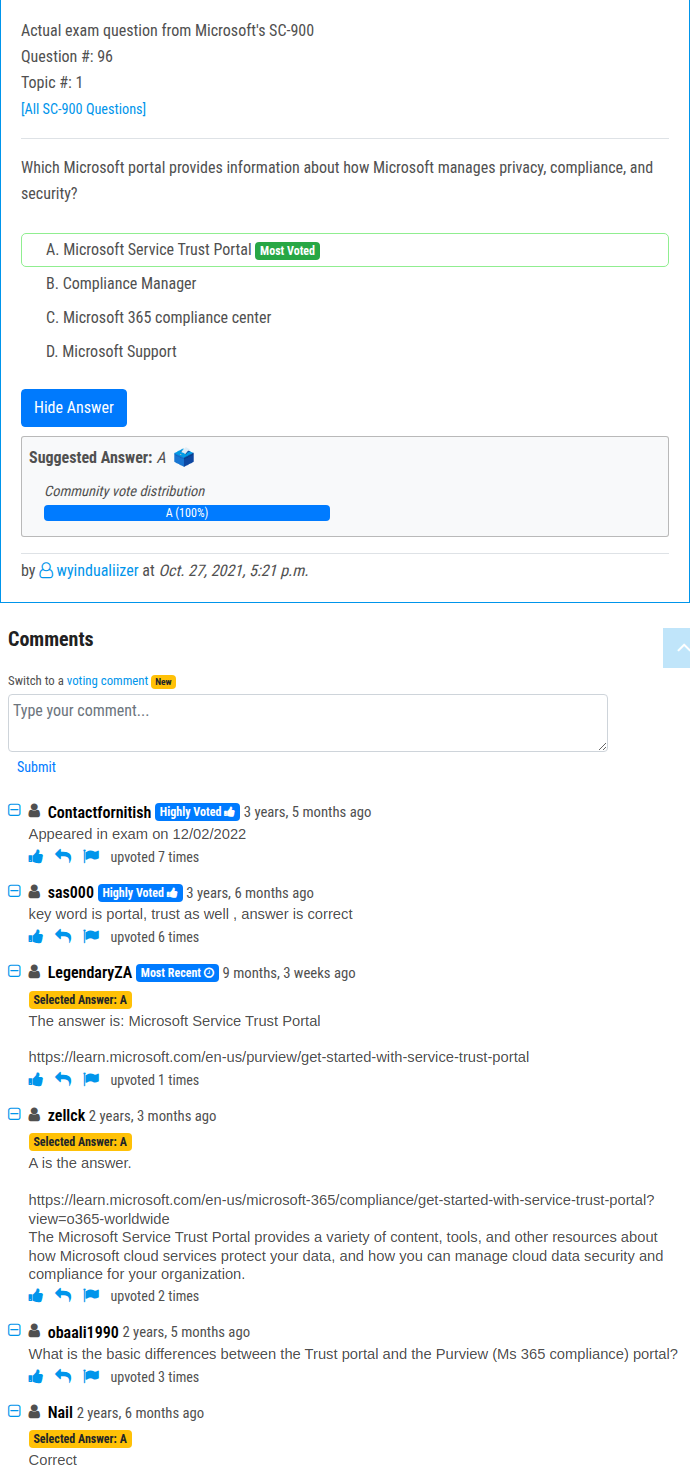 Actual exam question from Microsoft's SC-900
Question #: 96
Topic #: 1
[All SC-900 Questions]
Which Microsoft portal provides information about how Microsoft manages privacy, compliance, and
security?
A. Microsoft Service Trust Portal Most Voted
B. Compliance Manager
C. Microsoft 365 compliance center
D. Microsoft Support
Hide Answer
Suggested Answer: A
Community vote distribution
A (100%)
by wyindualiizer at Oct. 27, 2021, 5:21 p.m.
Comments
Switch to a voting comment New
Type your comment...
Submit
Contactfornitish Highly Voted 3 years, 5 months ago
Appeared in exam on 12/02/2022
upvoted 7 times
sas000 Highly Voted 3 years, 6 months ago
key word is portal, trust as well , answer is correct
upvoted 6 times
LegendaryZA Most Recent 9 months, 3 weeks ago
Selected Answer: A
The answer is: Microsoft Service Trust Portal
https://learn.microsoft.com/en-us/purview/get-started-with-service-trust-portal
upvoted 1 times
zellck 2 years, 3 months ago
Selected Answer: A
A is the answer.
https://learn.microsoft.com/en-us/microsoft-365/compliance/get-started-with-service-trust-portal?
view=o365-worldwide
The Microsoft Service Trust Portal provides a variety of content, tools, and other resources about
how Microsoft cloud services protect your data, and how you can manage cloud data security and
compliance for your organization.
upvoted 2 times
obaali1990 2 years, 5 months ago
What is the basic differences between the Trust portal and the Purview (Ms 365 compliance) portal?
upvoted 3 times
Nail 2 years, 6 months ago
Selected Answer: A
Correct